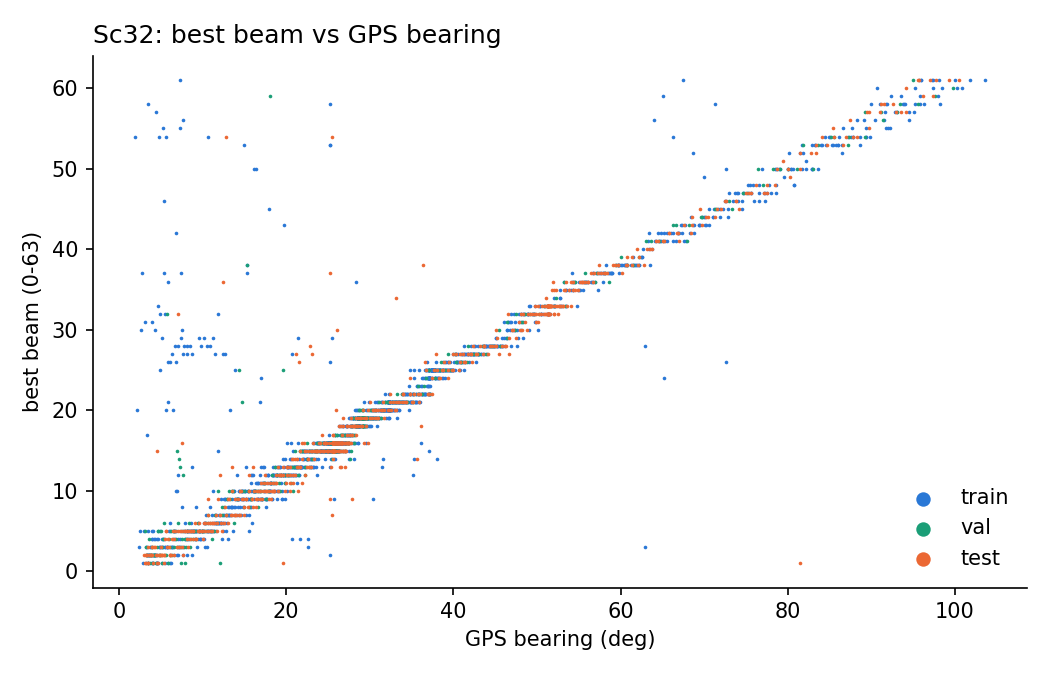 Sc32: best beam vs GPS bearing
best beam (0-63)
60
50
40
30
20
10
0
train
val
test
0 20 40 60 80 100
GPS bearing (deg)